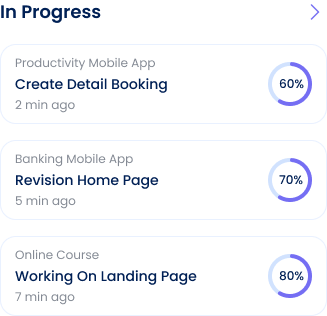 In Progress
Productivity Mobile App
Create Detail Booking
2 min ago
60%
Banking Mobile App
Revision Home Page
5 min ago
70%
Online Course
Working On Landing Page
7 min ago
80%